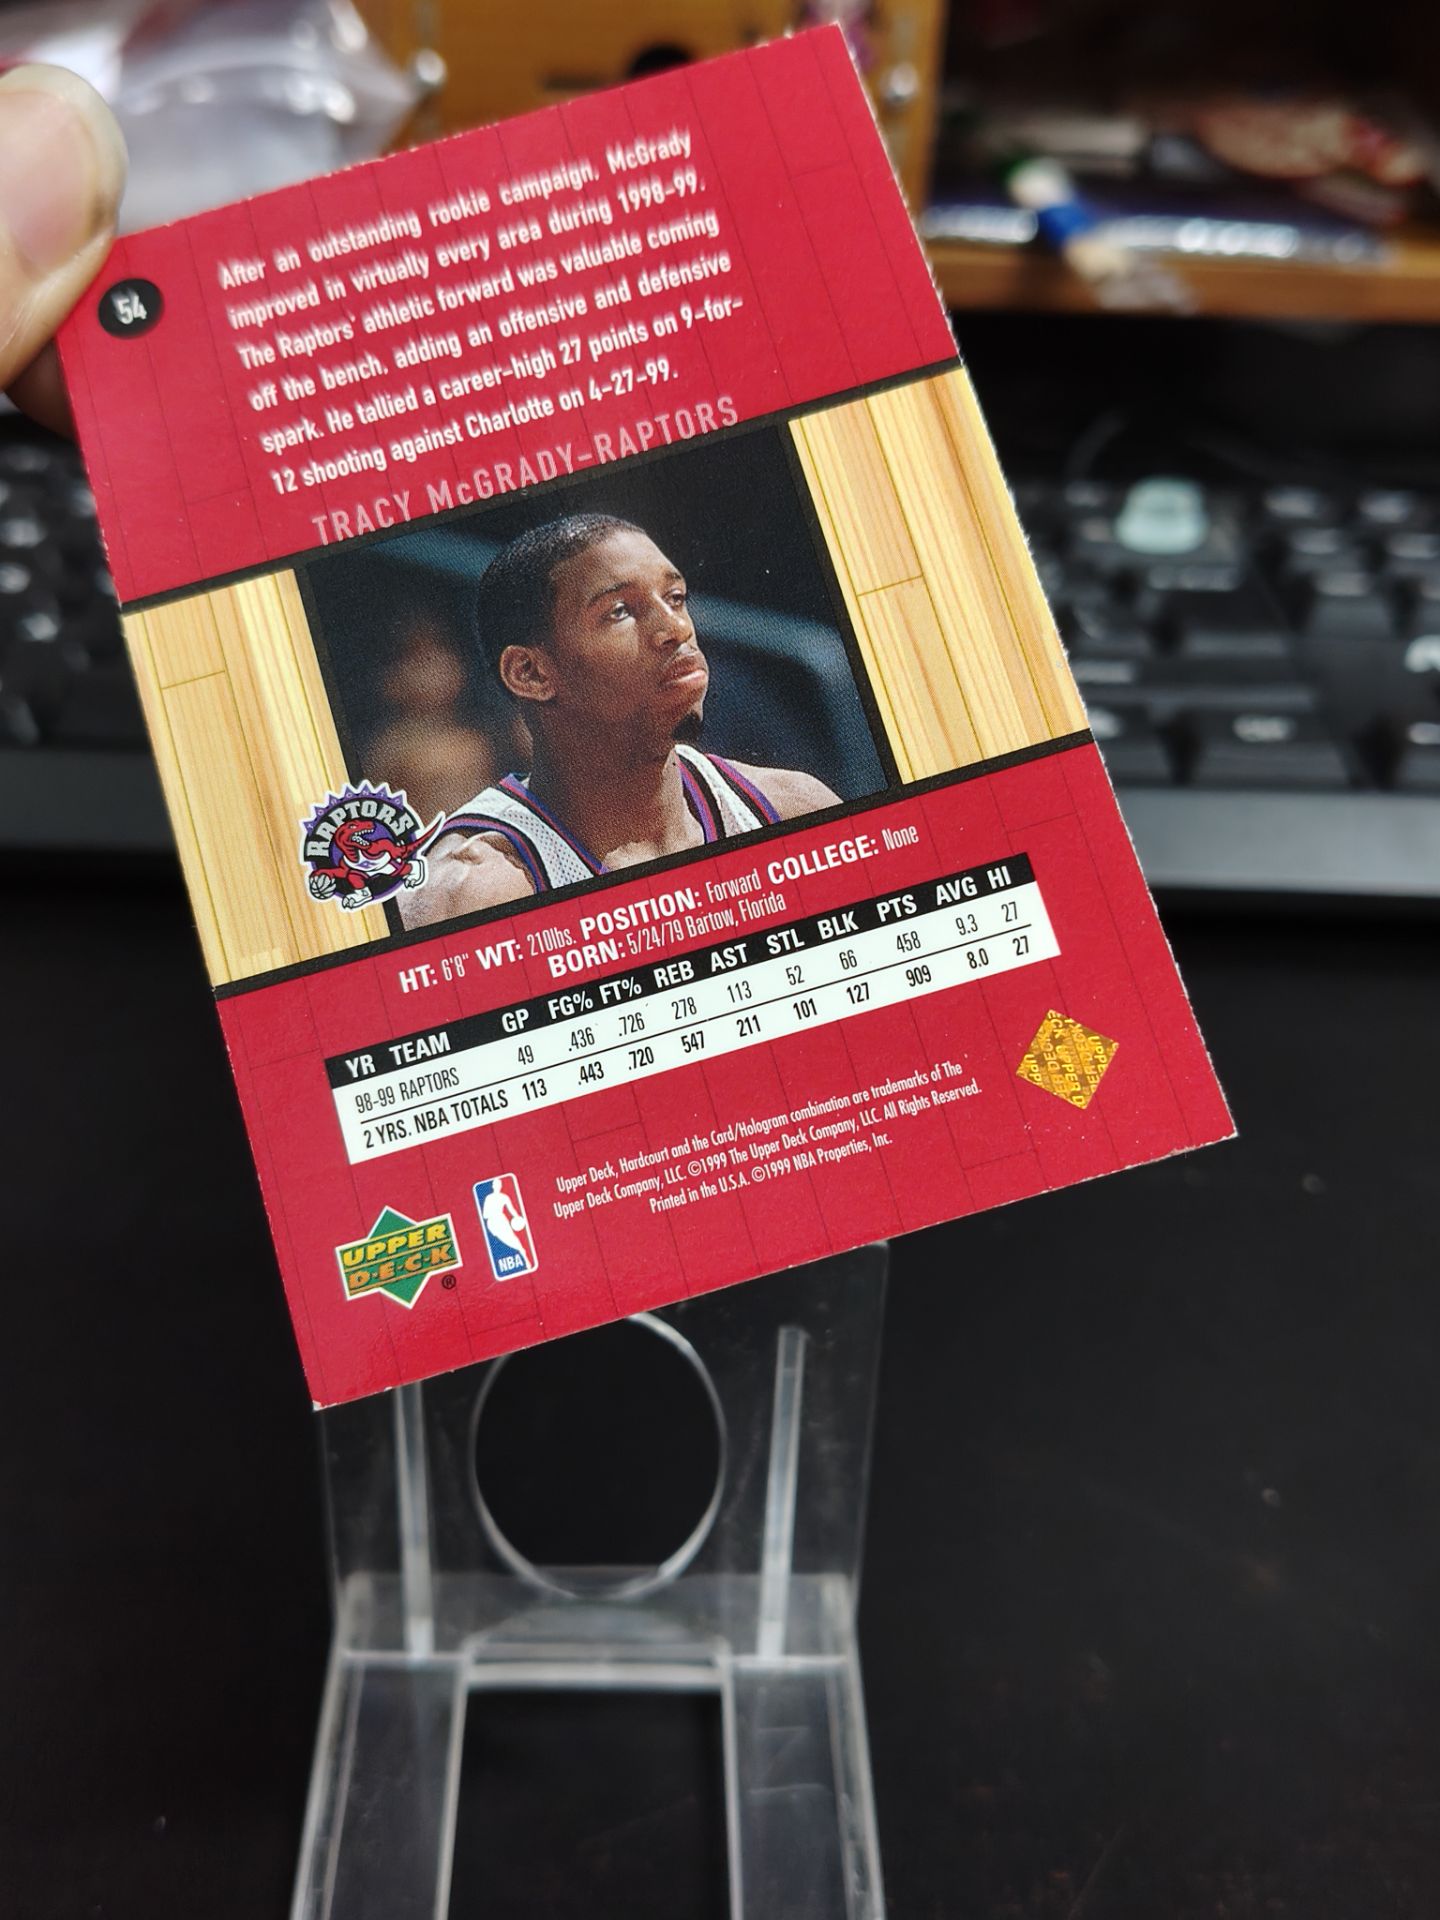 54
After an outstanding rookie campaign, McGrady
improved in virtually every area during 1998-99.
The Raptors' athletic forward was valuable coming
off the bench, adding an offensive and defensive
spark. He tallied a career-high 27 points on 9-for-
12 shooting against Charlotte on 4-27-99.
TRACY McGRADY-RAPTORS
RAPTORS
HT: 6'8" WT: 210lbs. POSITION: Forward COLLEGE: None
BORN: 5/24/79 Bartow, Florida
YR TEAM GP FG% FT% REB AST STL BLK PTS AVG HI
98-99 RAPTORS 49 .436 .726 278 113 52 66 458 9.3 27
2 YRS. NBA TOTALS 113 .443 .720 547 211 101 127 909 8.0 27
Upper Deck, Hardcourt and the Card/Hologram combination are trademarks of The
Upper Deck Company, LLC. ©1999 The Upper Deck Company, LLC. All Rights Reserved.
Printed in the U.S.A. ©1999 NBA Properties, Inc.
UPPER
D·E·C·K
®
NBA